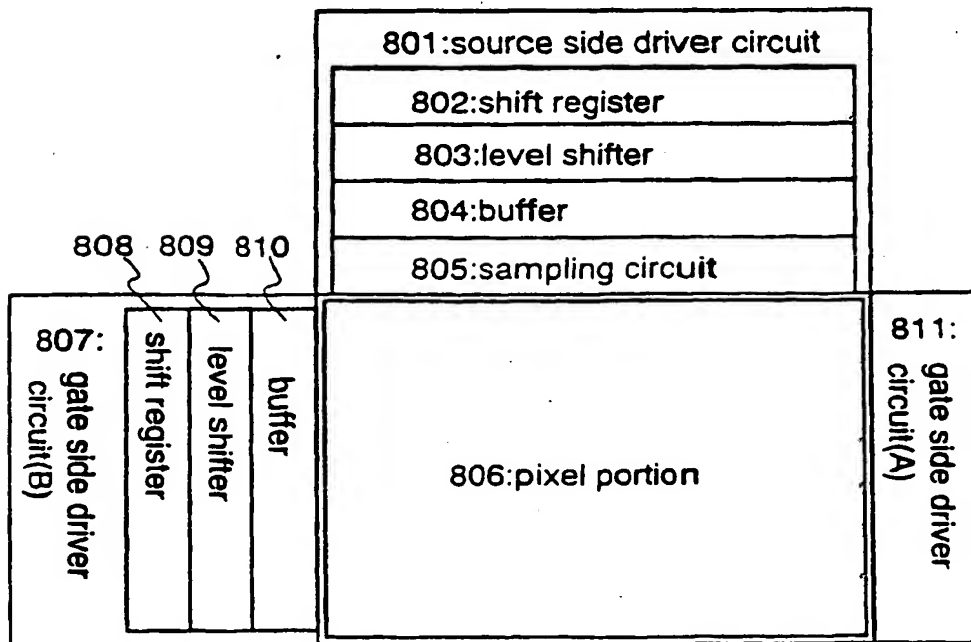 801:source side driver circuit
802:shift register
803:level shifter
804:buffer
805:sampling circuit
808 809 810
807:
gate side driver
circuit(B)
shift register
level shifter
buffer
806:pixel portion
811:
gate side driver
circuit(A)